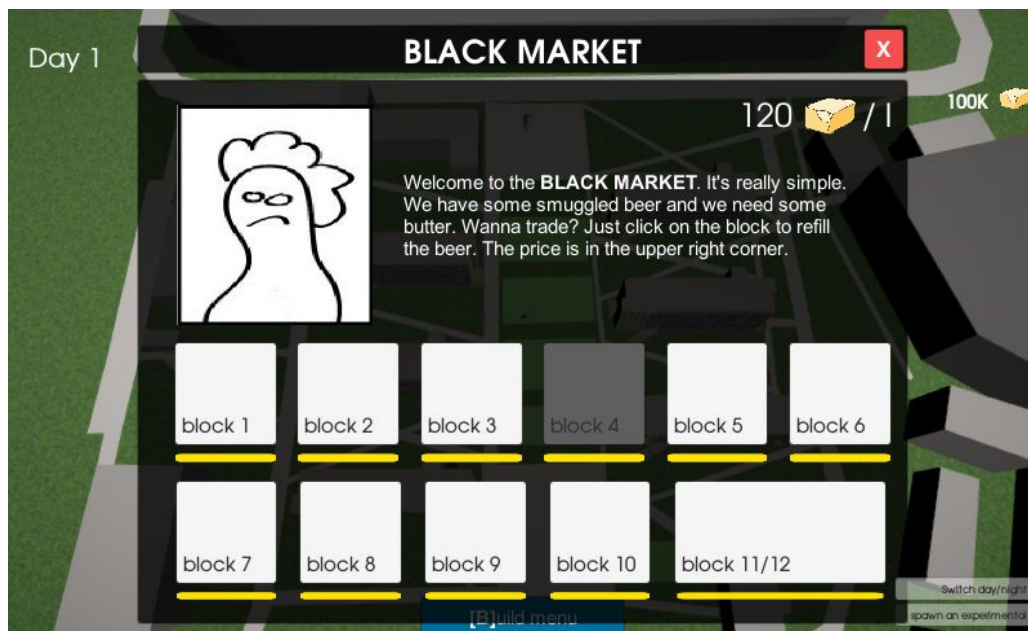 Day 1
BLACK MARKET
X
120 / l
100K
Welcome to the BLACK MARKET. It's really simple.
We have some smuggled beer and we need some
butter. Wanna trade? Just click on the block to refill
the beer. The price is in the upper right corner.
block 1
block 2
block 3
block 4
block 5
block 6
block 7
block 8
block 9
block 10
block 11/12
Switch day/night
spawn an experimental
[B]uild menu